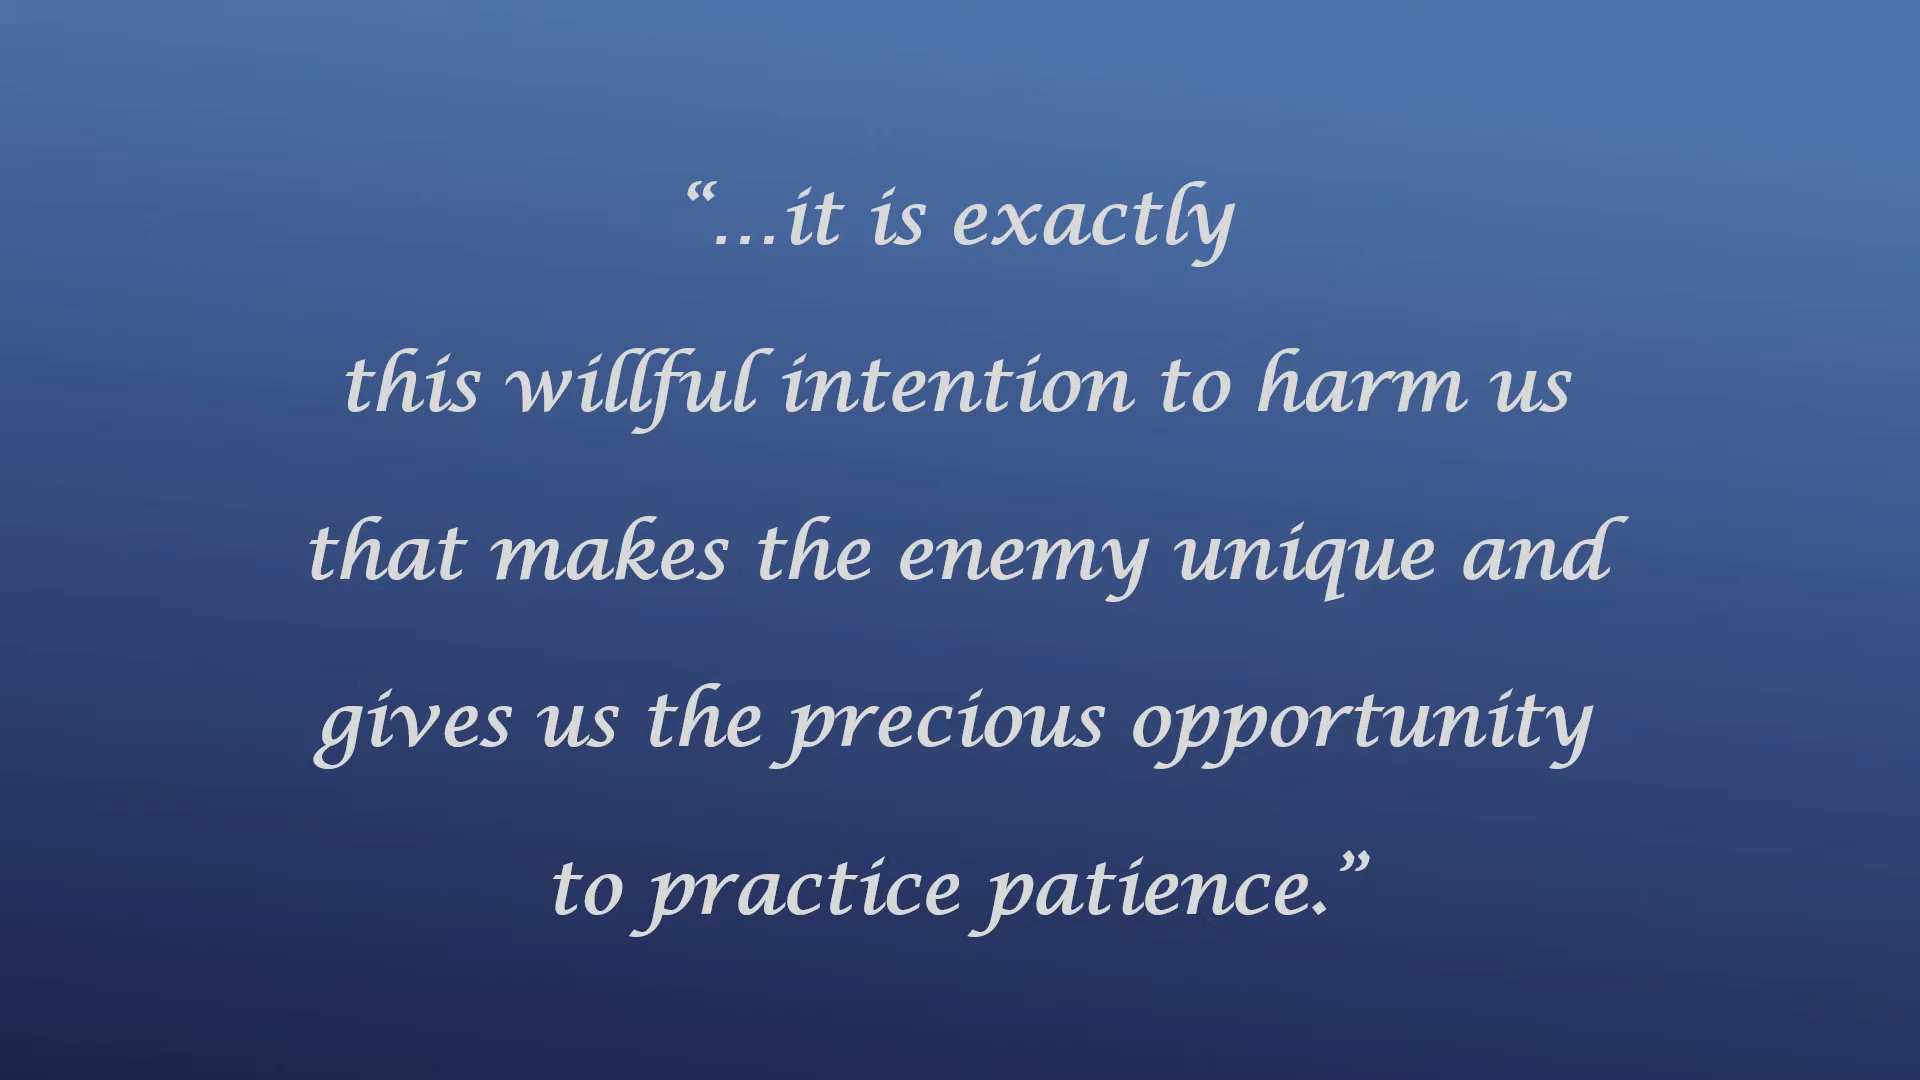 “...it is exactly
this willful intention to harm us
that makes the enemy unique and
gives us the precious opportunity
to practice patience.”